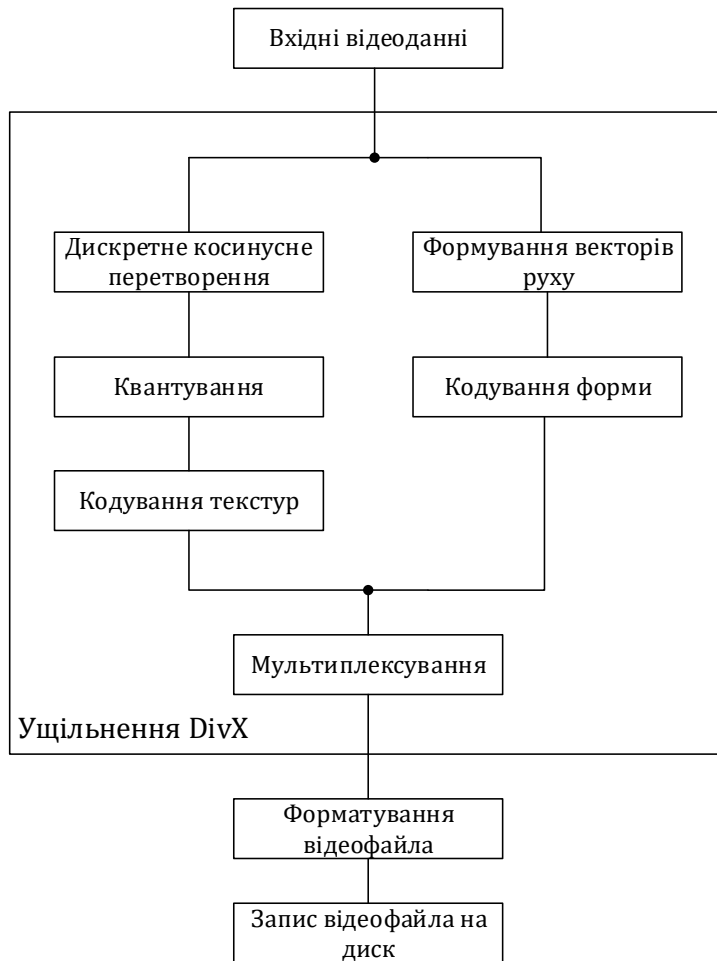 Вхідні відеоданні
Дискретне косинусне
перетворення
Формування векторів
руху
Квантування
Кодування форми
Кодування текстур
Мультиплексування
Ущільнення DivX
Форматування
відеофайла
Запис відеофайла на
диск